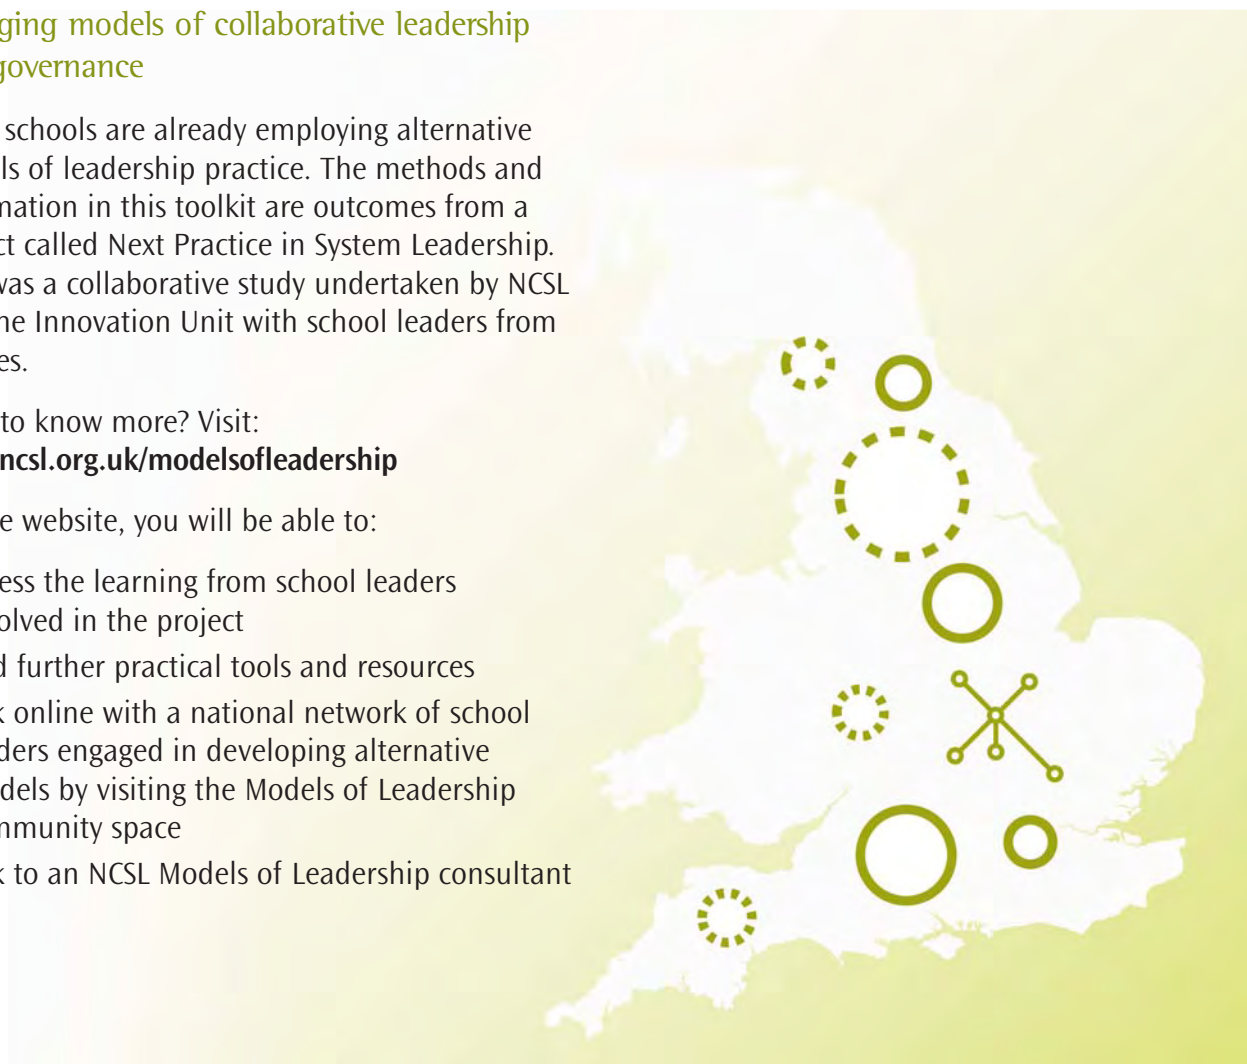 ging models of collaborative leadership
governance
schools are already employing alternative
ls of leadership practice. The methods and
mation in this toolkit are outcomes from a
ct called Next Practice in System Leadership.
was a collaborative study undertaken by NCSL
he Innovation Unit with school leaders from
es.
to know more? Visit:
ncsl.org.uk/modelsofleadership
e website, you will be able to:
ess the learning from school leaders
olved in the project
d further practical tools and resources
k online with a national network of school
ders engaged in developing alternative
dels by visiting the Models of Leadership
mmunity space
k to an NCSL Models of Leadership consultant